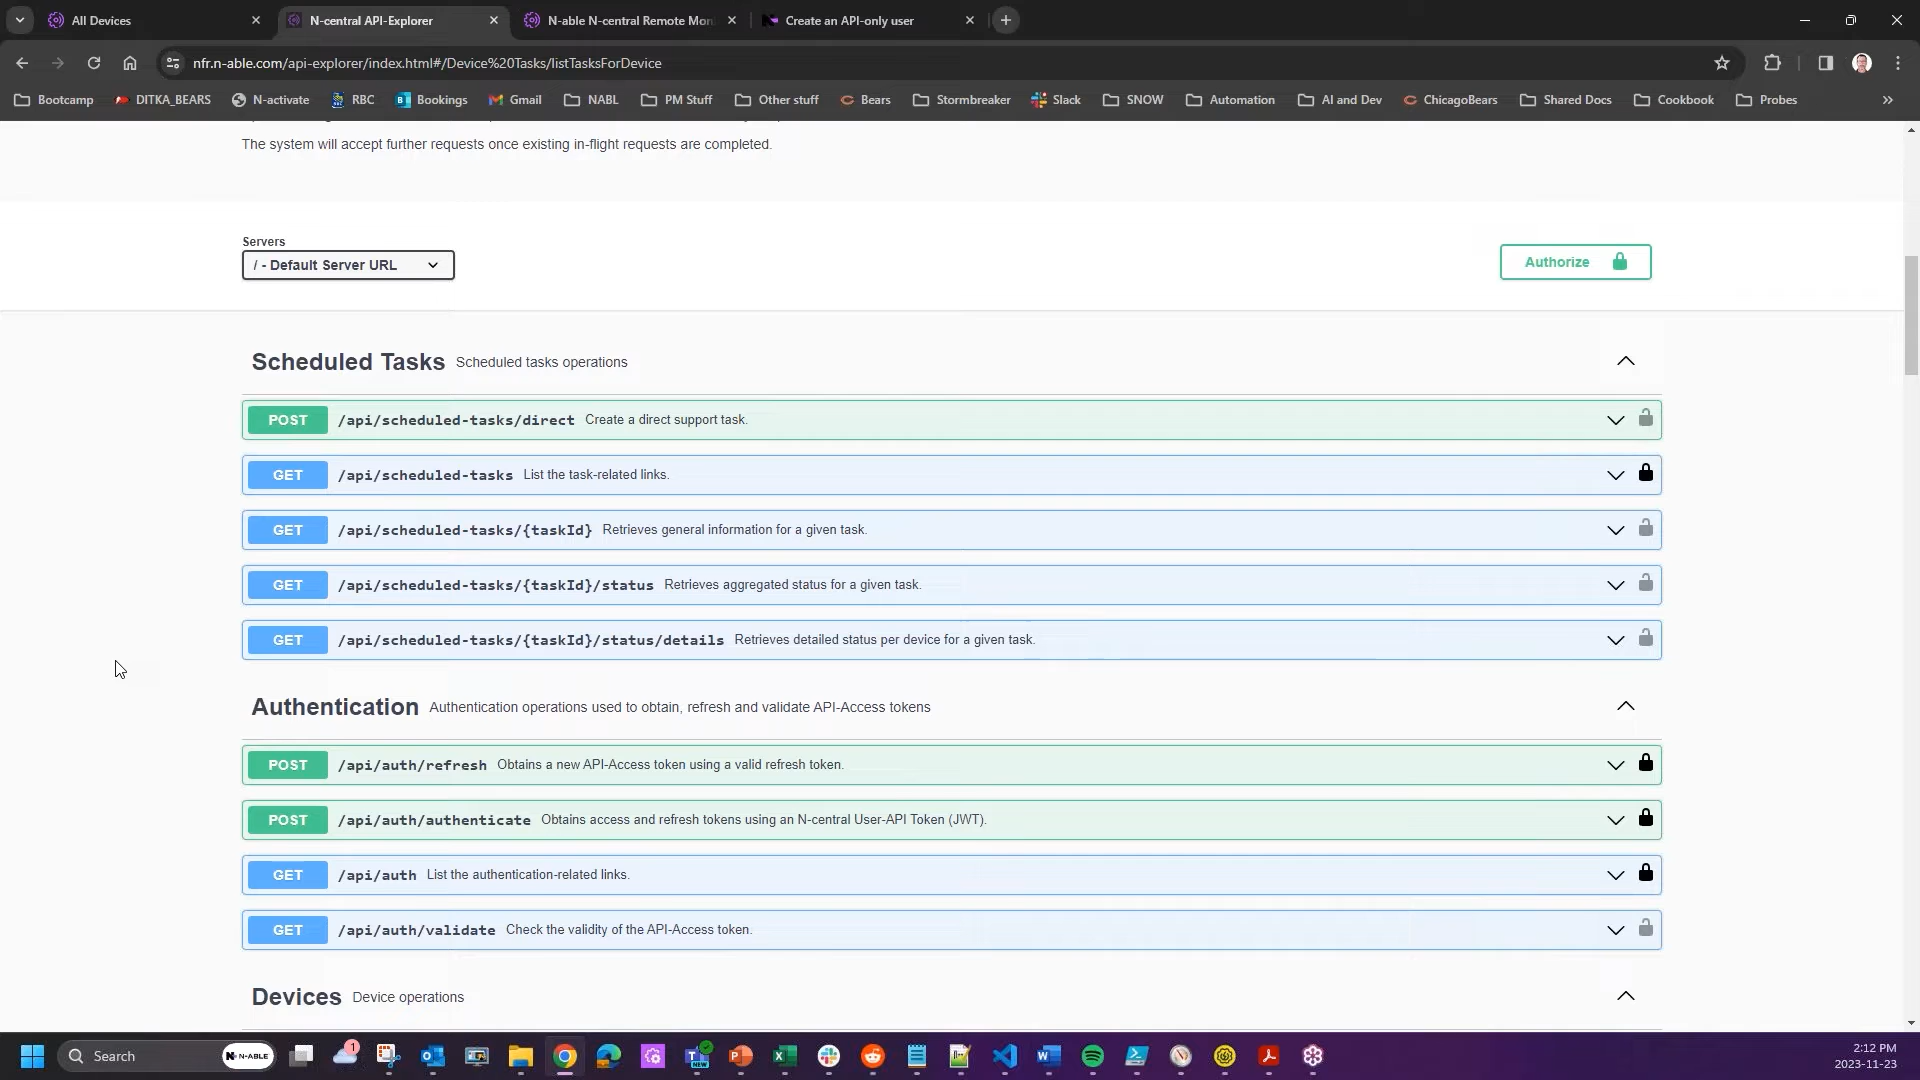 All Devices
N-central API-Explorer
N-able N-central Remote Mon
Create an API-only user
nfr.n-able.com/api-explorer/index.html#/Device%20Tasks/listTasksForDevice
Bootcamp
DITKA_BEARS
N-activate
RBC
Bookings
Gmail
NABL
PM Stuff
Other stuff
Bears
Stormbreaker
Slack
SNOW
Automation
AI and Dev
ChicagoBears
Shared Docs
Cookbook
Probes
The system will accept further requests once existing in-flight requests are completed.
Servers
/ - Default Server URL
Authorize
Scheduled Tasks Scheduled tasks operations
POST /api/scheduled-tasks/direct Create a direct support task.
GET /api/scheduled-tasks List the task-related links.
GET /api/scheduled-tasks/{taskId} Retrieves general information for a given task.
GET /api/scheduled-tasks/{taskId}/status Retrieves aggregated status for a given task.
GET /api/scheduled-tasks/{taskId}/status/details Retrieves detailed status per device for a given task.
Authentication Authentication operations used to obtain, refresh and validate API-Access tokens
POST /api/auth/refresh Obtains a new API-Access token using a valid refresh token.
POST /api/auth/authenticate Obtains access and refresh tokens using an N-central User-API Token (JWT).
GET /api/auth List the authentication-related links.
GET /api/auth/validate Check the validity of the API-Access token.
Devices Device operations
Search
N-ABLE
1
NEW
2:12 PM
2023-11-23